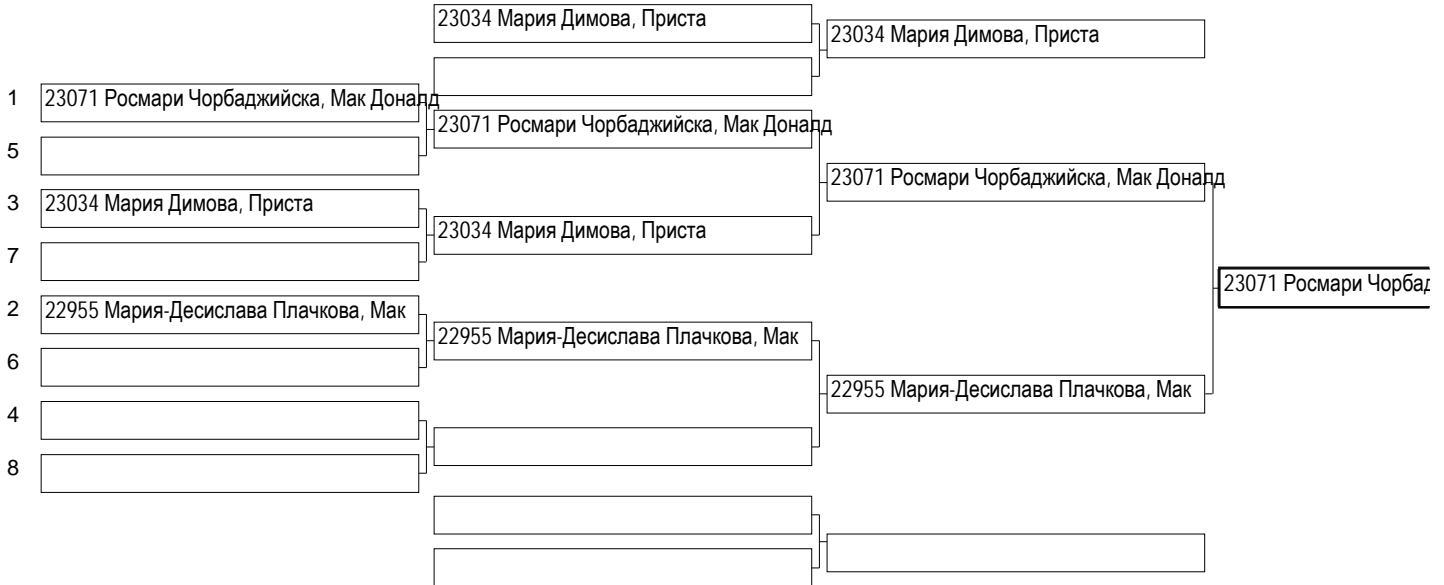 23034 Мария Димова, Приста
23034 Мария Димова, Приста
1 23071 Росмари Чорбаджийска, Мак Доналд
23071 Росмари Чорбаджийска, Мак Доналд
5
23071 Росмари Чорбаджийска, Мак Доналд
3 23034 Мария Димова, Приста
23034 Мария Димова, Приста
7
23071 Росмари Чорбад
2 22955 Мария-Десислава Плачкова, Мак
22955 Мария-Десислава Плачкова, Мак
6
22955 Мария-Десислава Плачкова, Мак
4
8